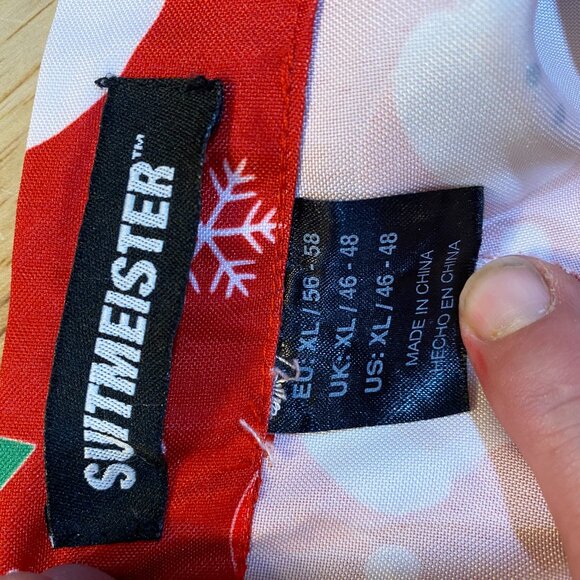 SUITMEISTER™
EU: XL / 56 - 58
UK: XL / 46 - 48
US: XL / 46 - 48
MADE IN CHINA
HECHO EN CHINA